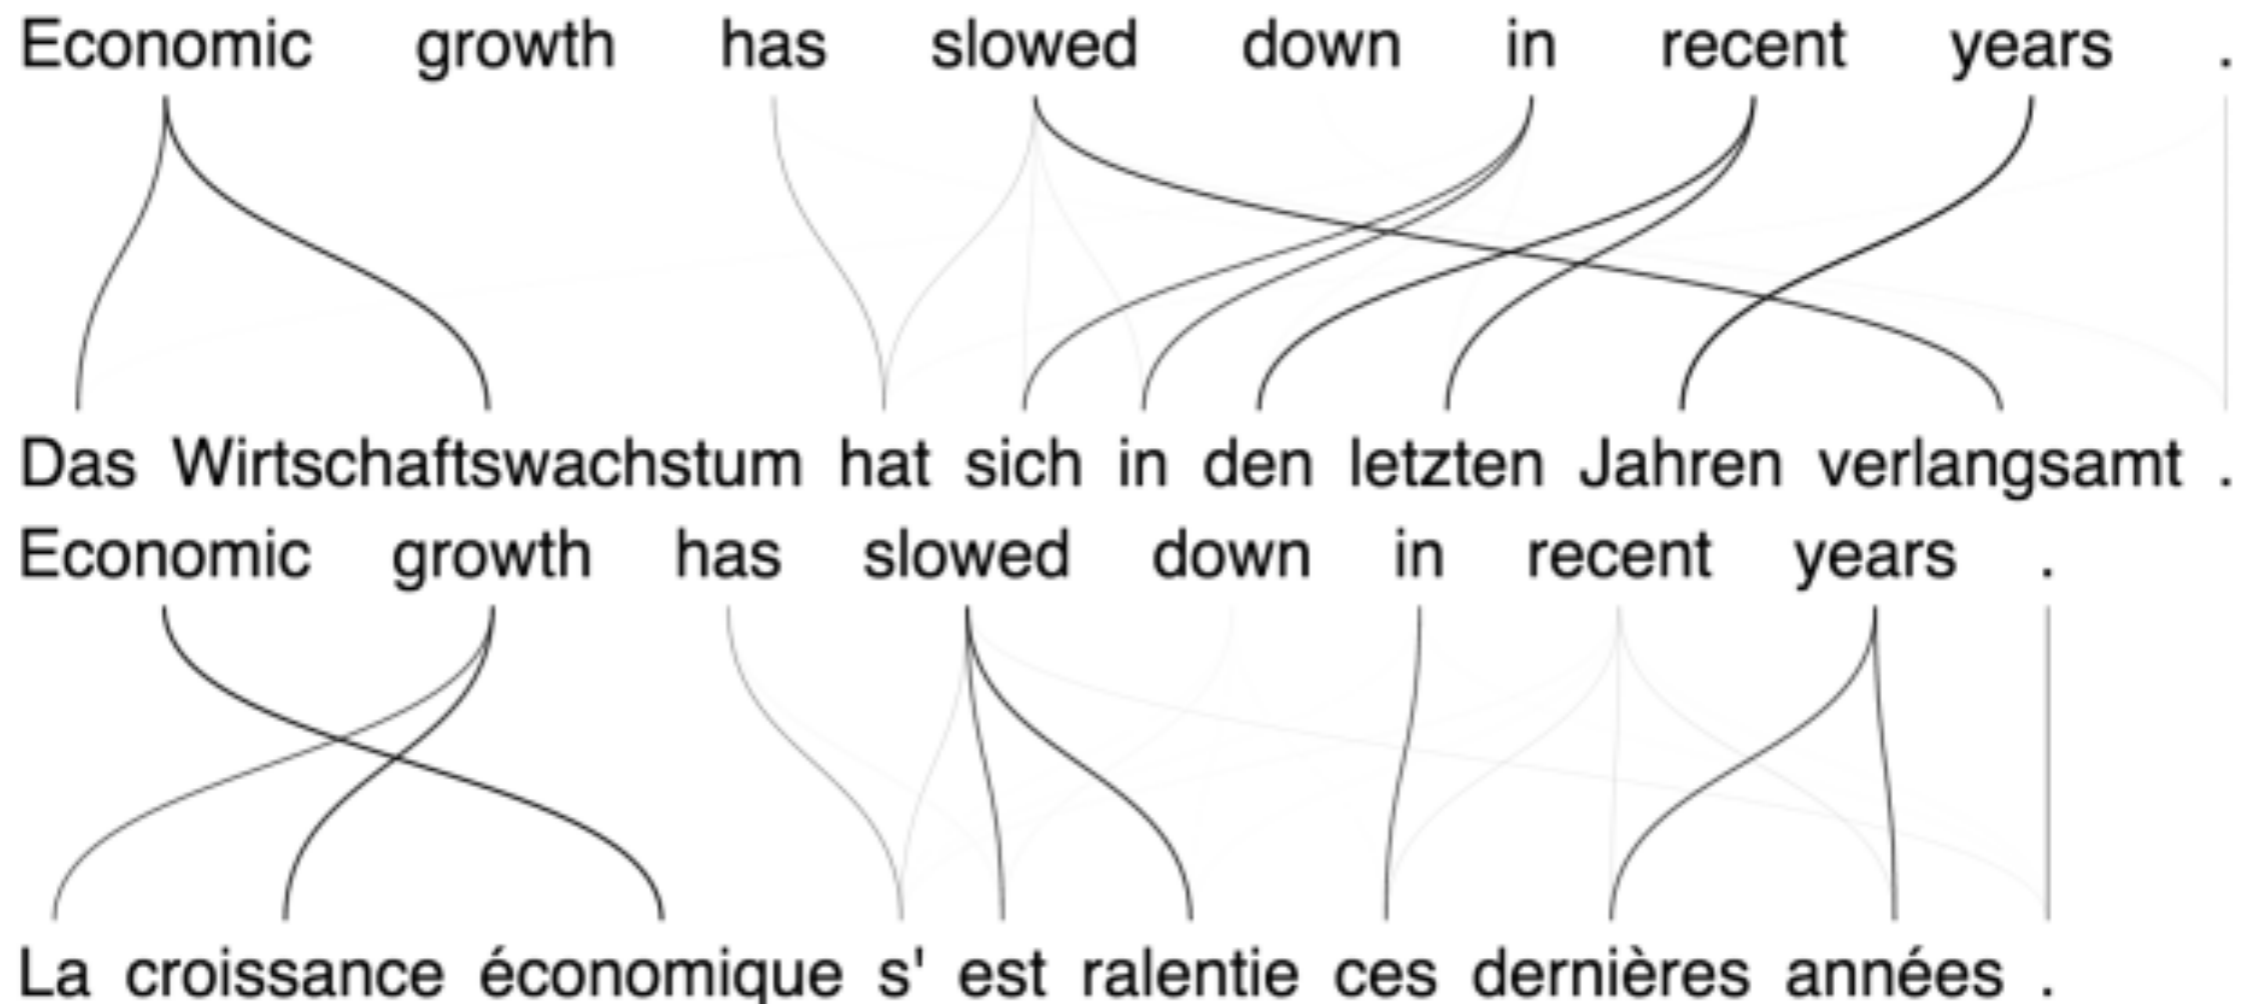 Economic growth has slowed down in recent years .
Das Wirtschaftswachstum hat sich in den letzten Jahren verlangsamt .
Economic growth has slowed down in recent years .
La croissance économique s' est ralentie ces dernières années .